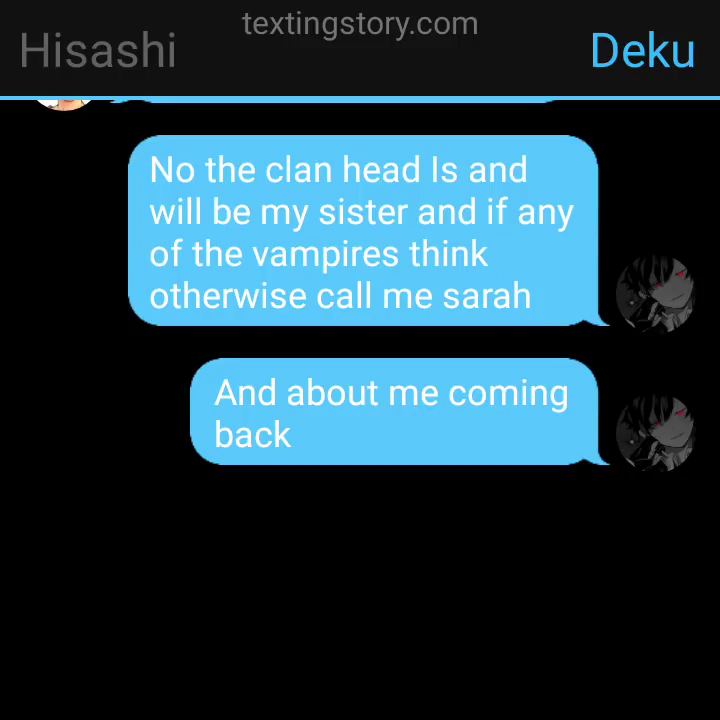 textingstory.com
Hisashi
Deku
No the clan head Is and
will be my sister and if any
of the vampires think
otherwise call me sarah
And about me coming
back